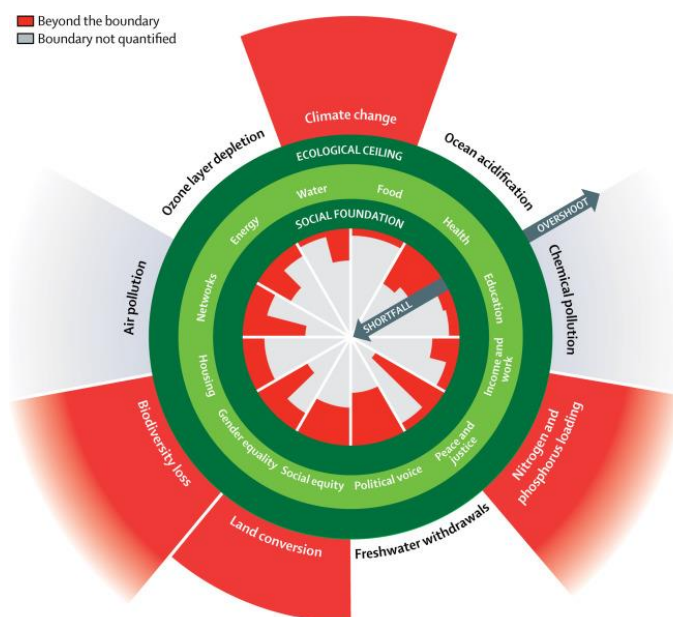 Beyond the boundary
Boundary not quantified
Climate change
Ozone layer depletion
Ocean acidification
ECOLOGICAL CEILING
Water
Food
Energy
Health
SOCIAL FOUNDATION
OVERSHOOT
Networks
Education
SHORTFALL
Air pollution
Chemical pollution
Housing
Income and
work
Biodiversity loss
Gender equality
Social equity
Political voice
Peace and
justice
Nitrogen and
phosphorus loading
Land conversion
Freshwater withdrawals